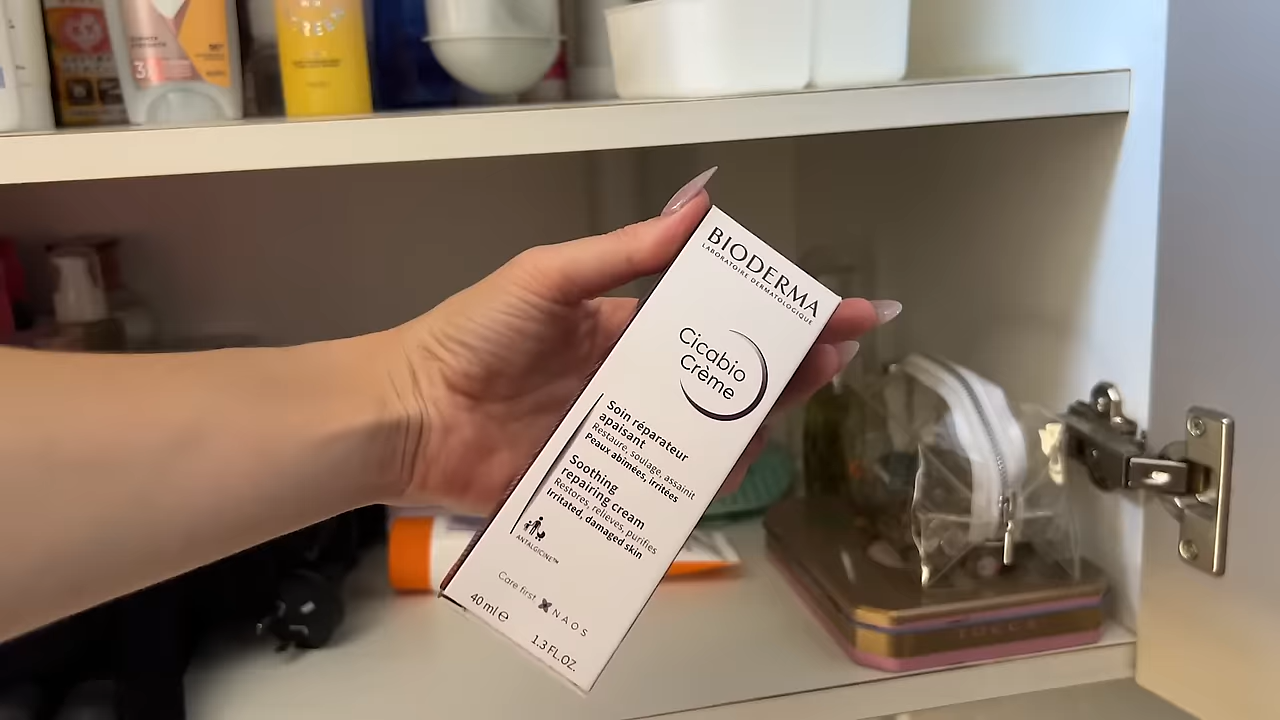 BIODERMA
LABORATOIRE DERMATOLOGIQUE
Cicabio
Crème
Soin réparateur
apaisant
Restaure, soulage, assainit
Peaux abîmées, irritées
Soothing
repairing cream
Restores, relieves, purifies
Irritated, damaged skin
ANTALGICINE™
Care first NAOS
40 ml e
1.3 FL.OZ.